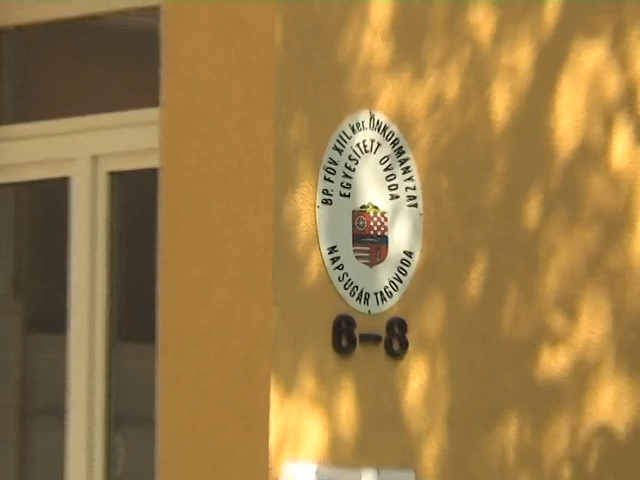 BP. FŐV. XIII. ker. ÖNKORMÁNYZAT
EGYESÍTETT ÓVODA
NAPSUGÁR TAGÓVODA
6-8